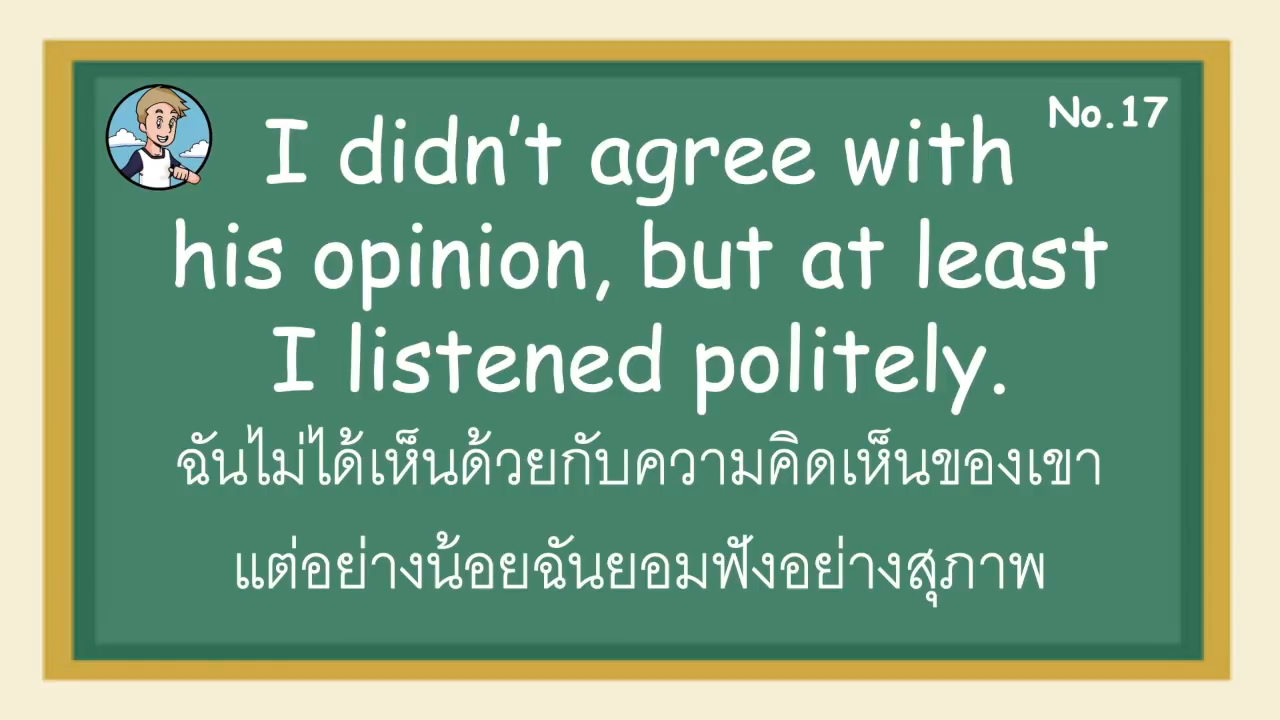 No.17
I didn't agree with
his opinion, but at least
I listened politely.
ฉันไม่ได้เห็นด้วยกับความคิดเห็นของเขา
แต่อย่างน้อยฉันยอมฟังอย่างสุภาพ